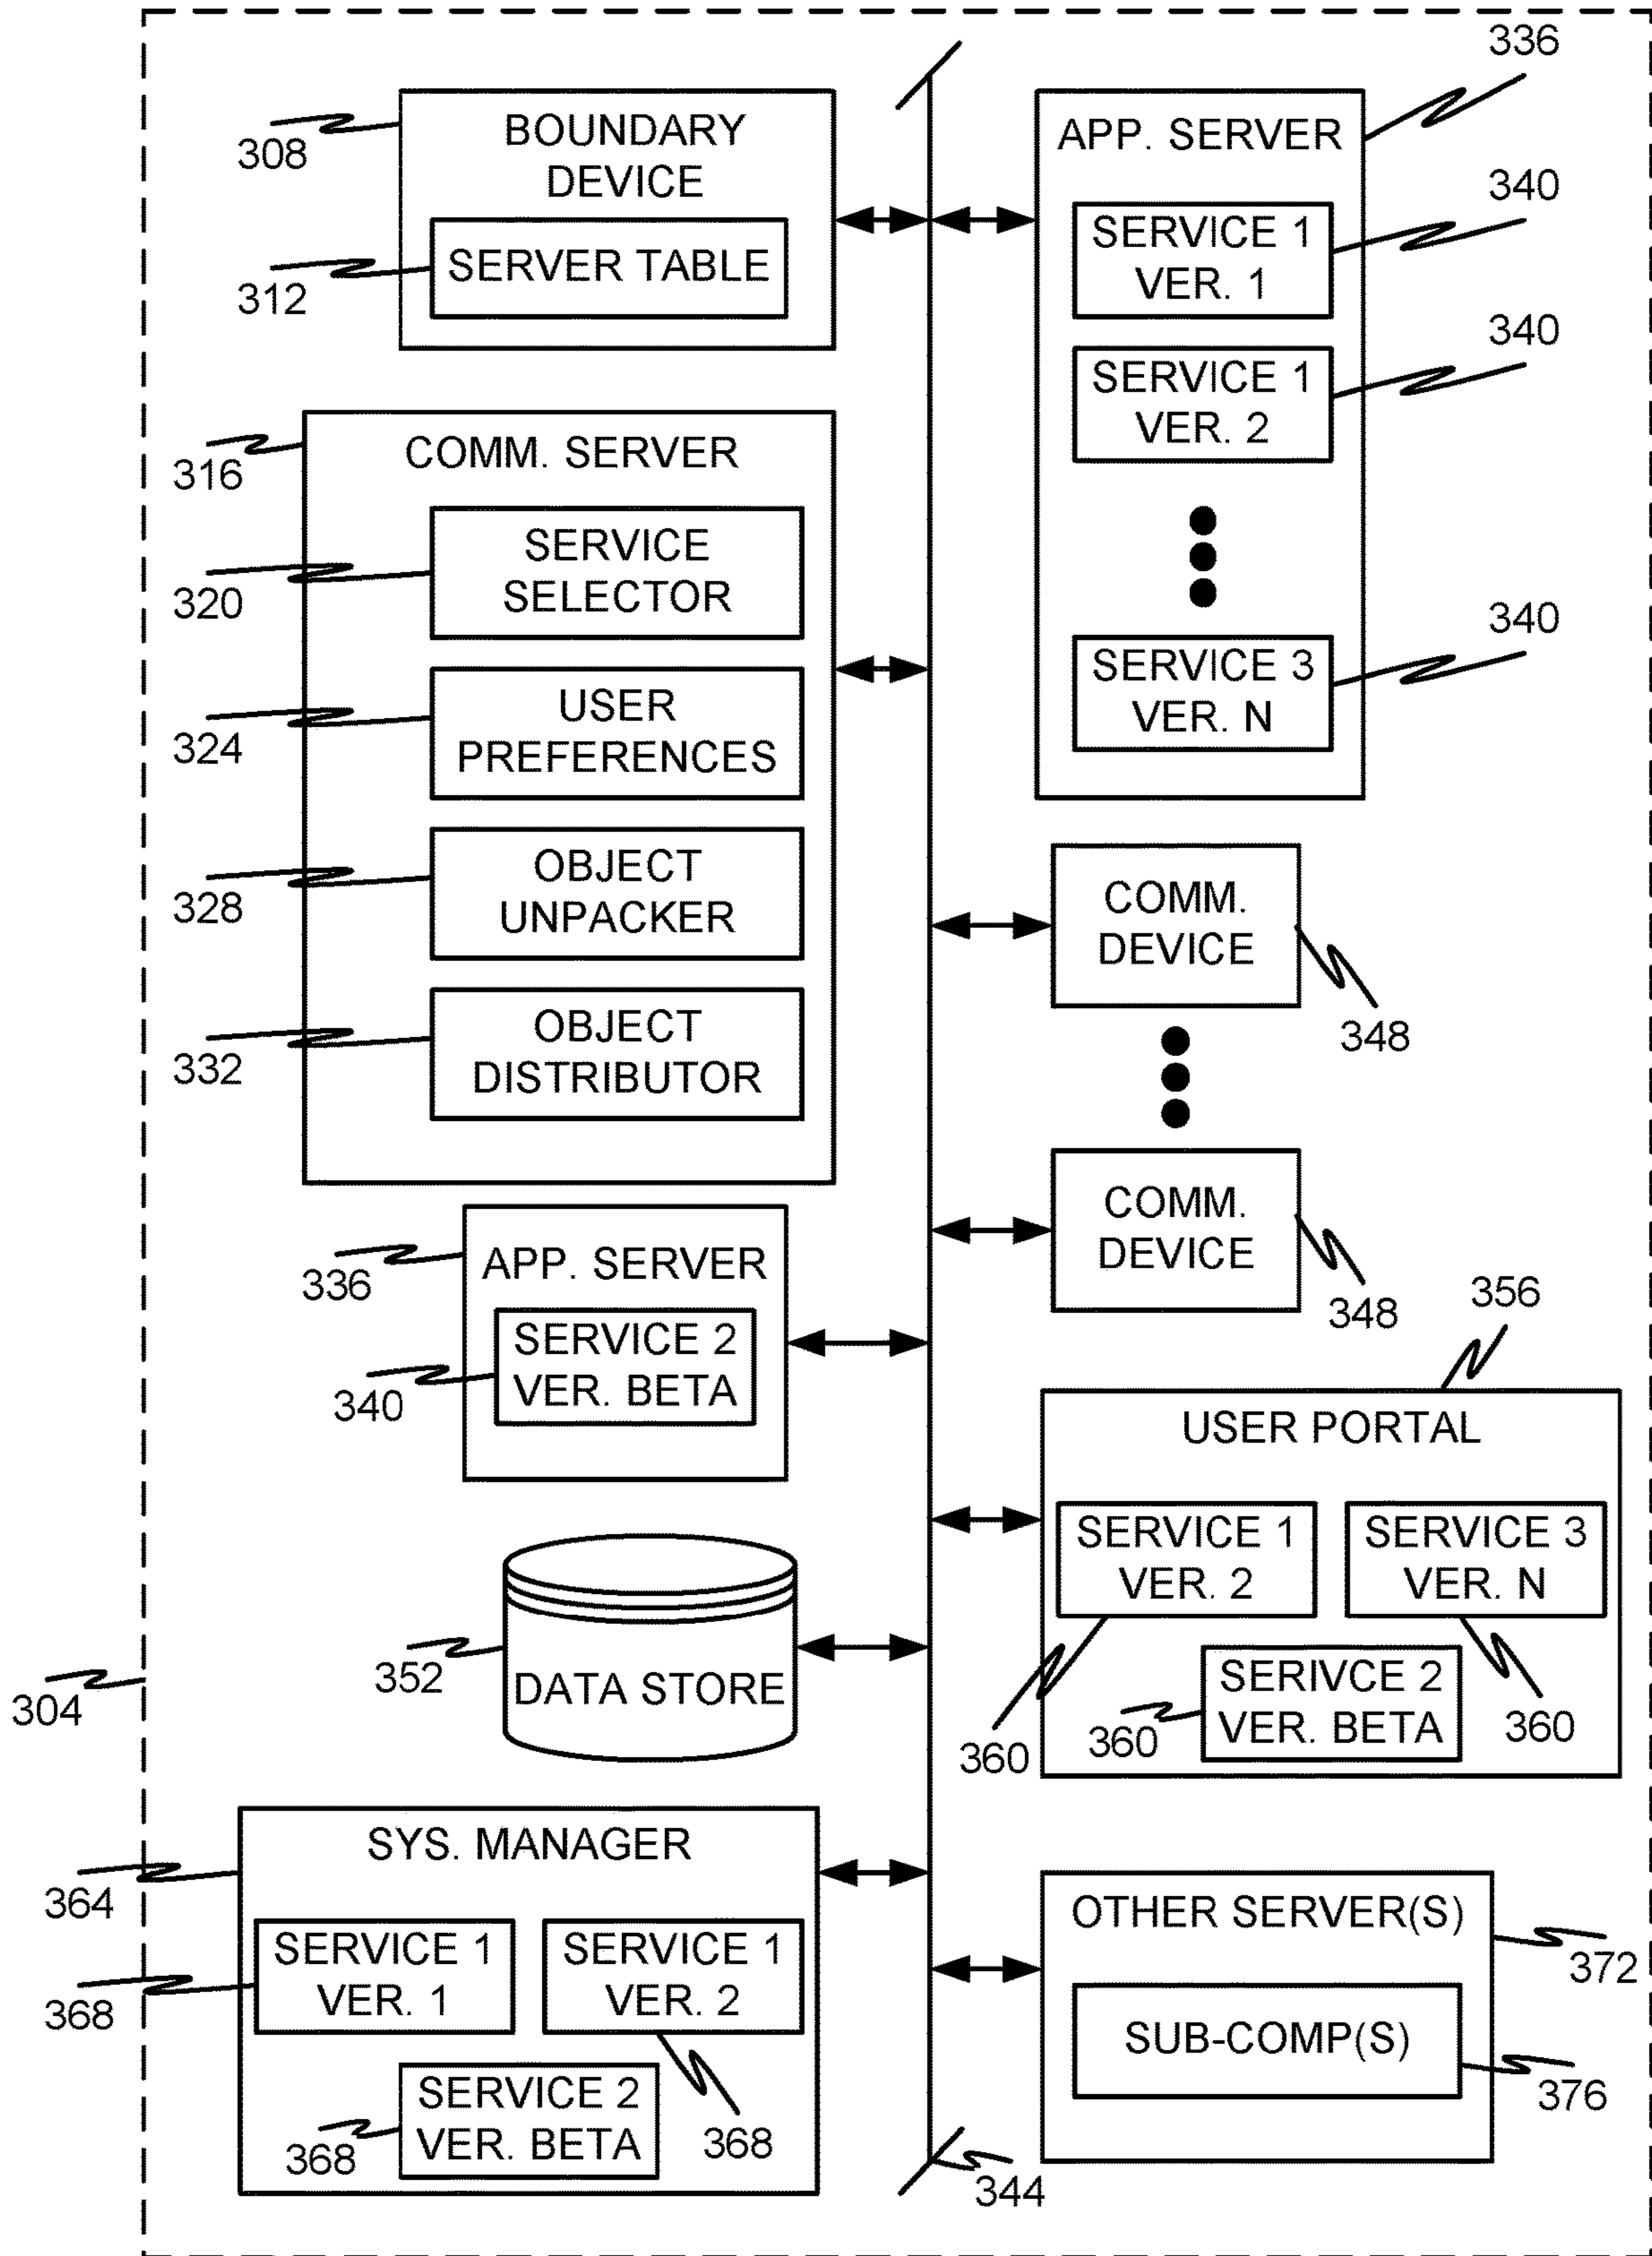 336
BOUNDARY
DEVICE
308
SERVER TABLE
312
APP. SERVER
340
SERVICE 1
VER. 1
340
SERVICE 1
VER. 2
340
SERVICE 3
VER. N
COMM. SERVER
316
SERVICE
SELECTOR
320
USER
PREFERENCES
324
OBJECT
UNPACKER
328
OBJECT
DISTRIBUTOR
332
COMM.
DEVICE
348
COMM.
DEVICE
348
APP. SERVER
336
SERVICE 2
VER. BETA
340
356
USER PORTAL
SERVICE 1
VER. 2
SERVICE 3
VER. N
SERIVCE 2
VER. BETA
360
360
360
352
DATA STORE
304
SYS. MANAGER
364
SERVICE 1
VER. 1
SERVICE 1
VER. 2
368
SERVICE 2
VER. BETA
368
368
OTHER SERVER(S)
372
SUB-COMP(S)
376
344